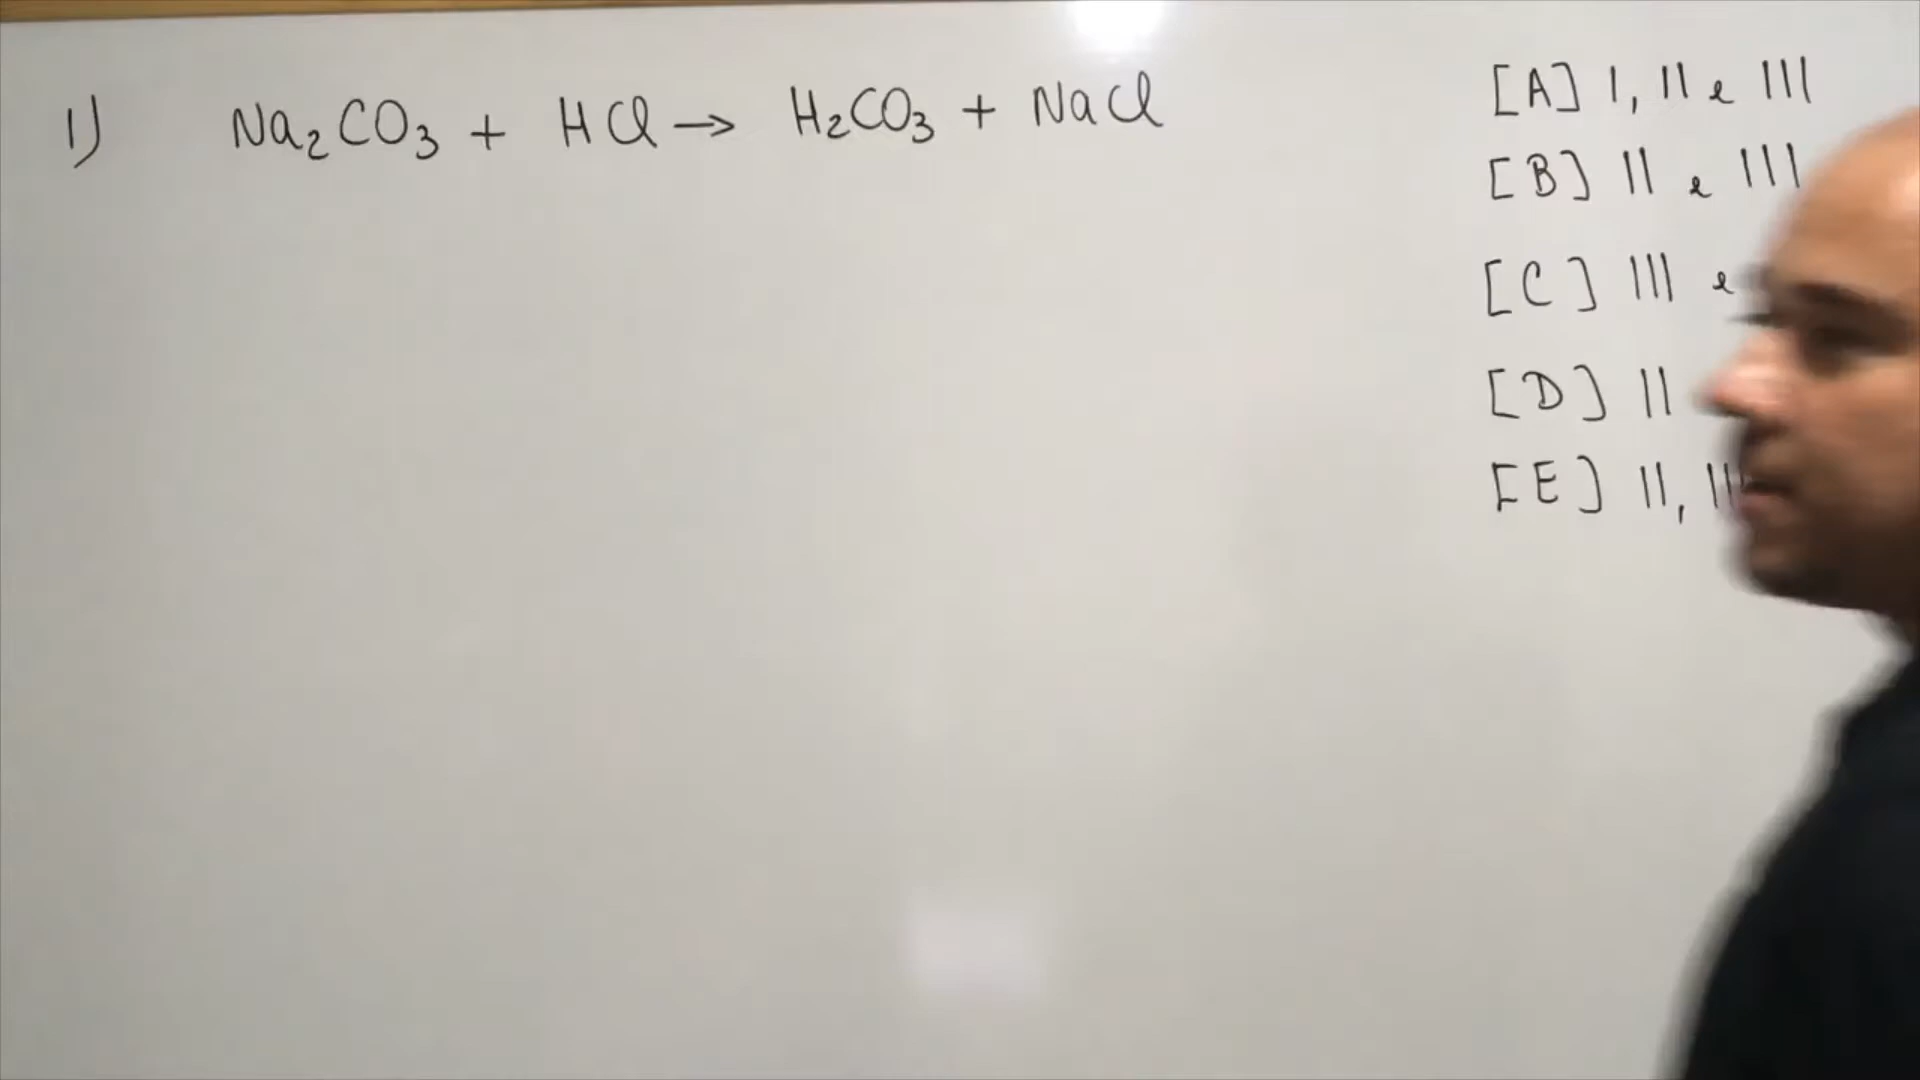 1) Na₂CO₃ + HCl → H₂CO₃ + NaCl
[A] I, II e III
[B] II e III
[C] III e
[D] II
[E] II,